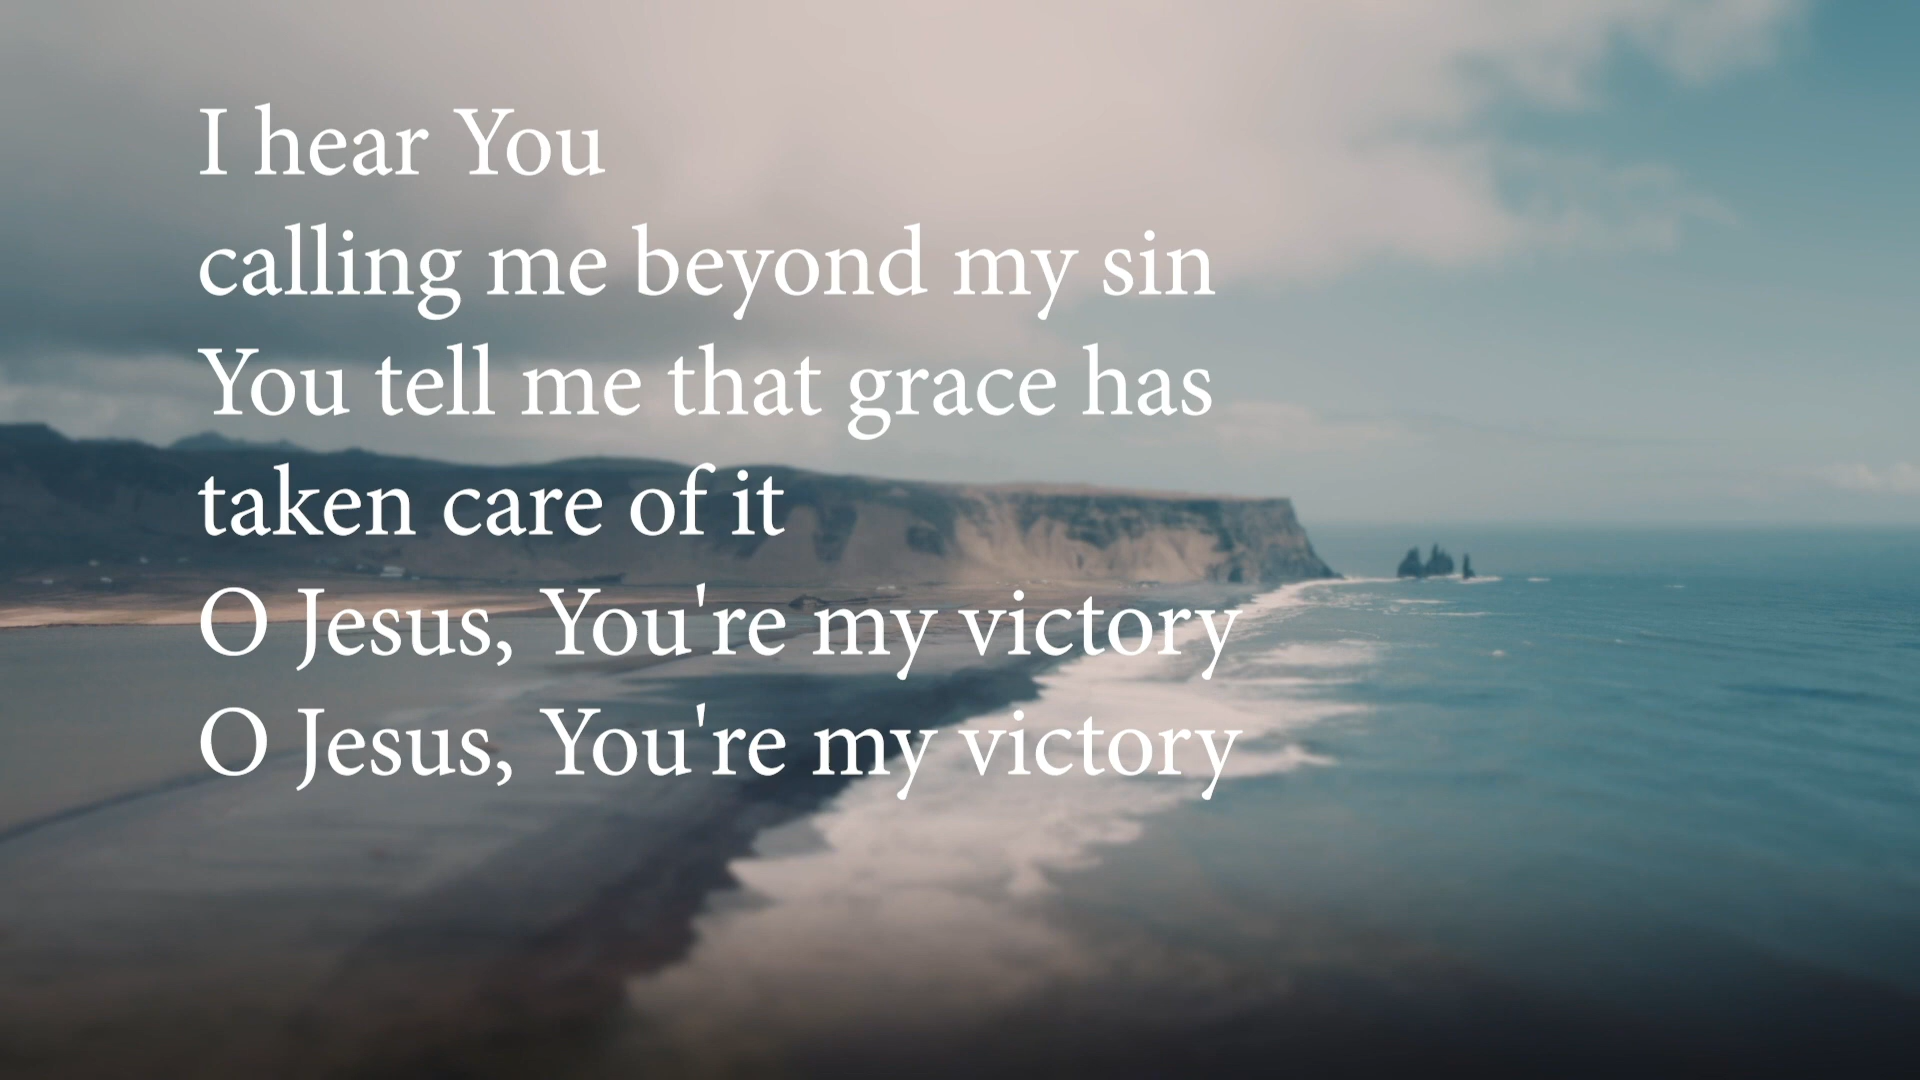 I hear You
calling me beyond my sin
You tell me that grace has
taken care of it
O Jesus, You're my victory
O Jesus, You're my victory